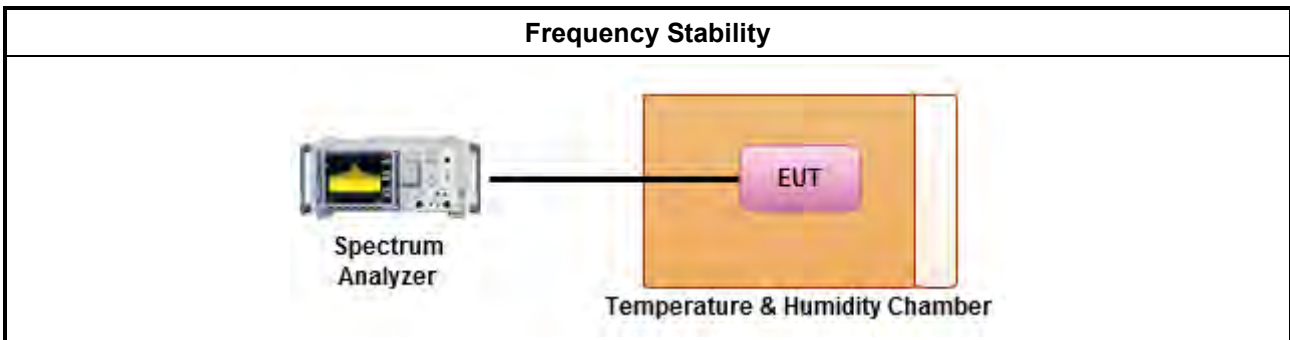 Frequency Stability
EUT
Spectrum
Analyzer
Temperature & Humidity Chamber